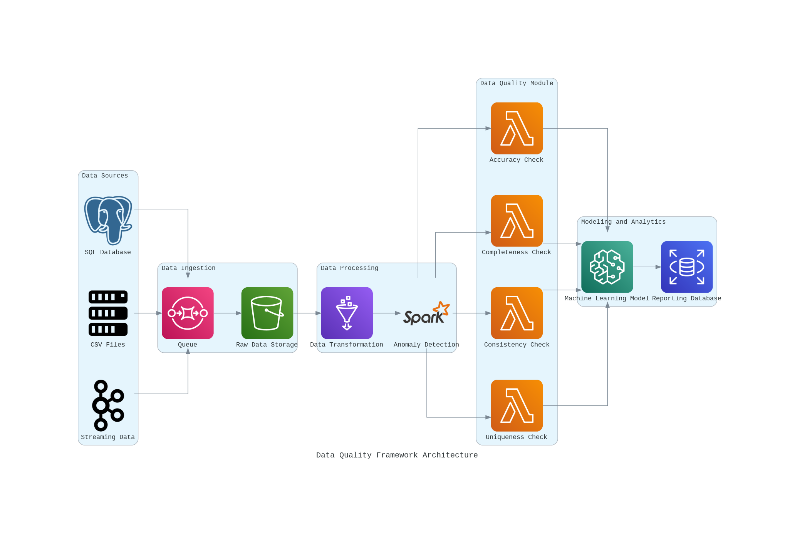 Data Quality Module
Accuracy Check
Data Sources
SQL Database
Completeness Check
Modeling and Analytics
Data Ingestion
Data Processing
Machine Learning Model
Reporting Database
CSV Files
Queue
Raw Data Storage
Data Transformation
Spark
Anomaly Detection
Consistency Check
Streaming Data
Uniqueness Check
Data Quality Framework Architecture